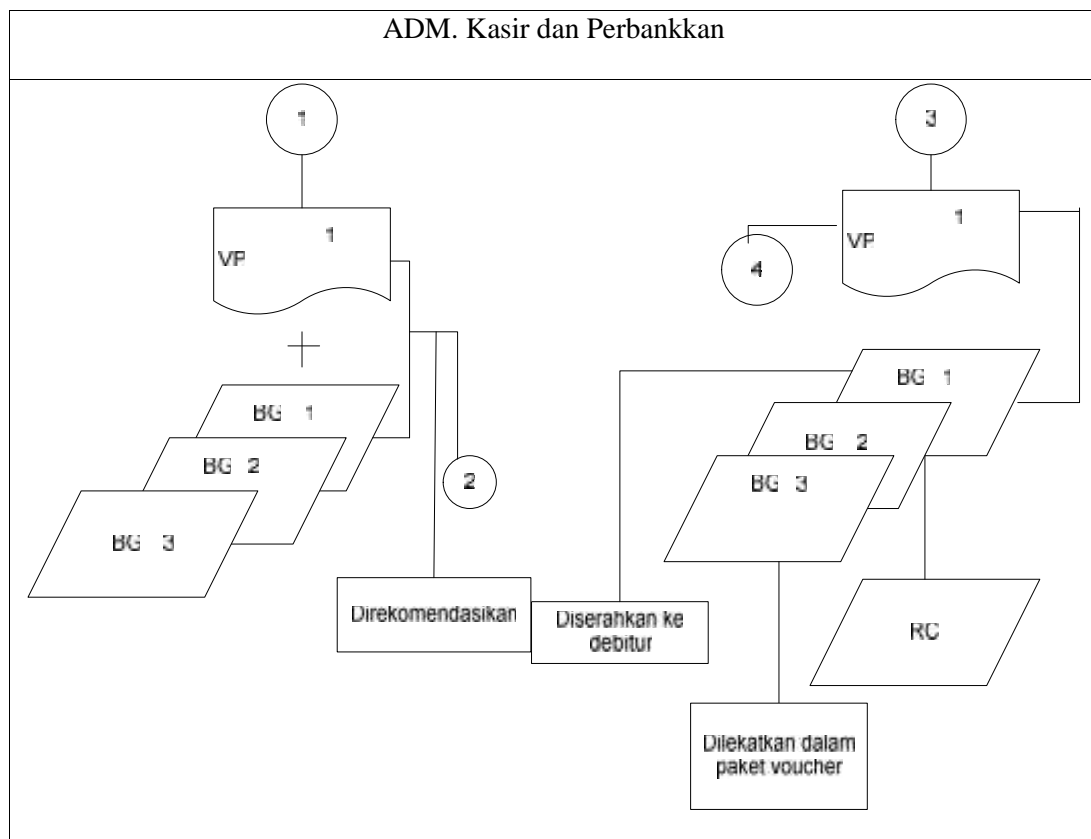 ADM. Kasir dan Perbankkan
1
1
VP
BG 1
BG 2
BG 3
2
Direkomendasikan
3
1
VP
4
BG 1
BG 2
BG 3
Diserahkan ke
debitur
RC
Dilekatkan dalam
paket voucher